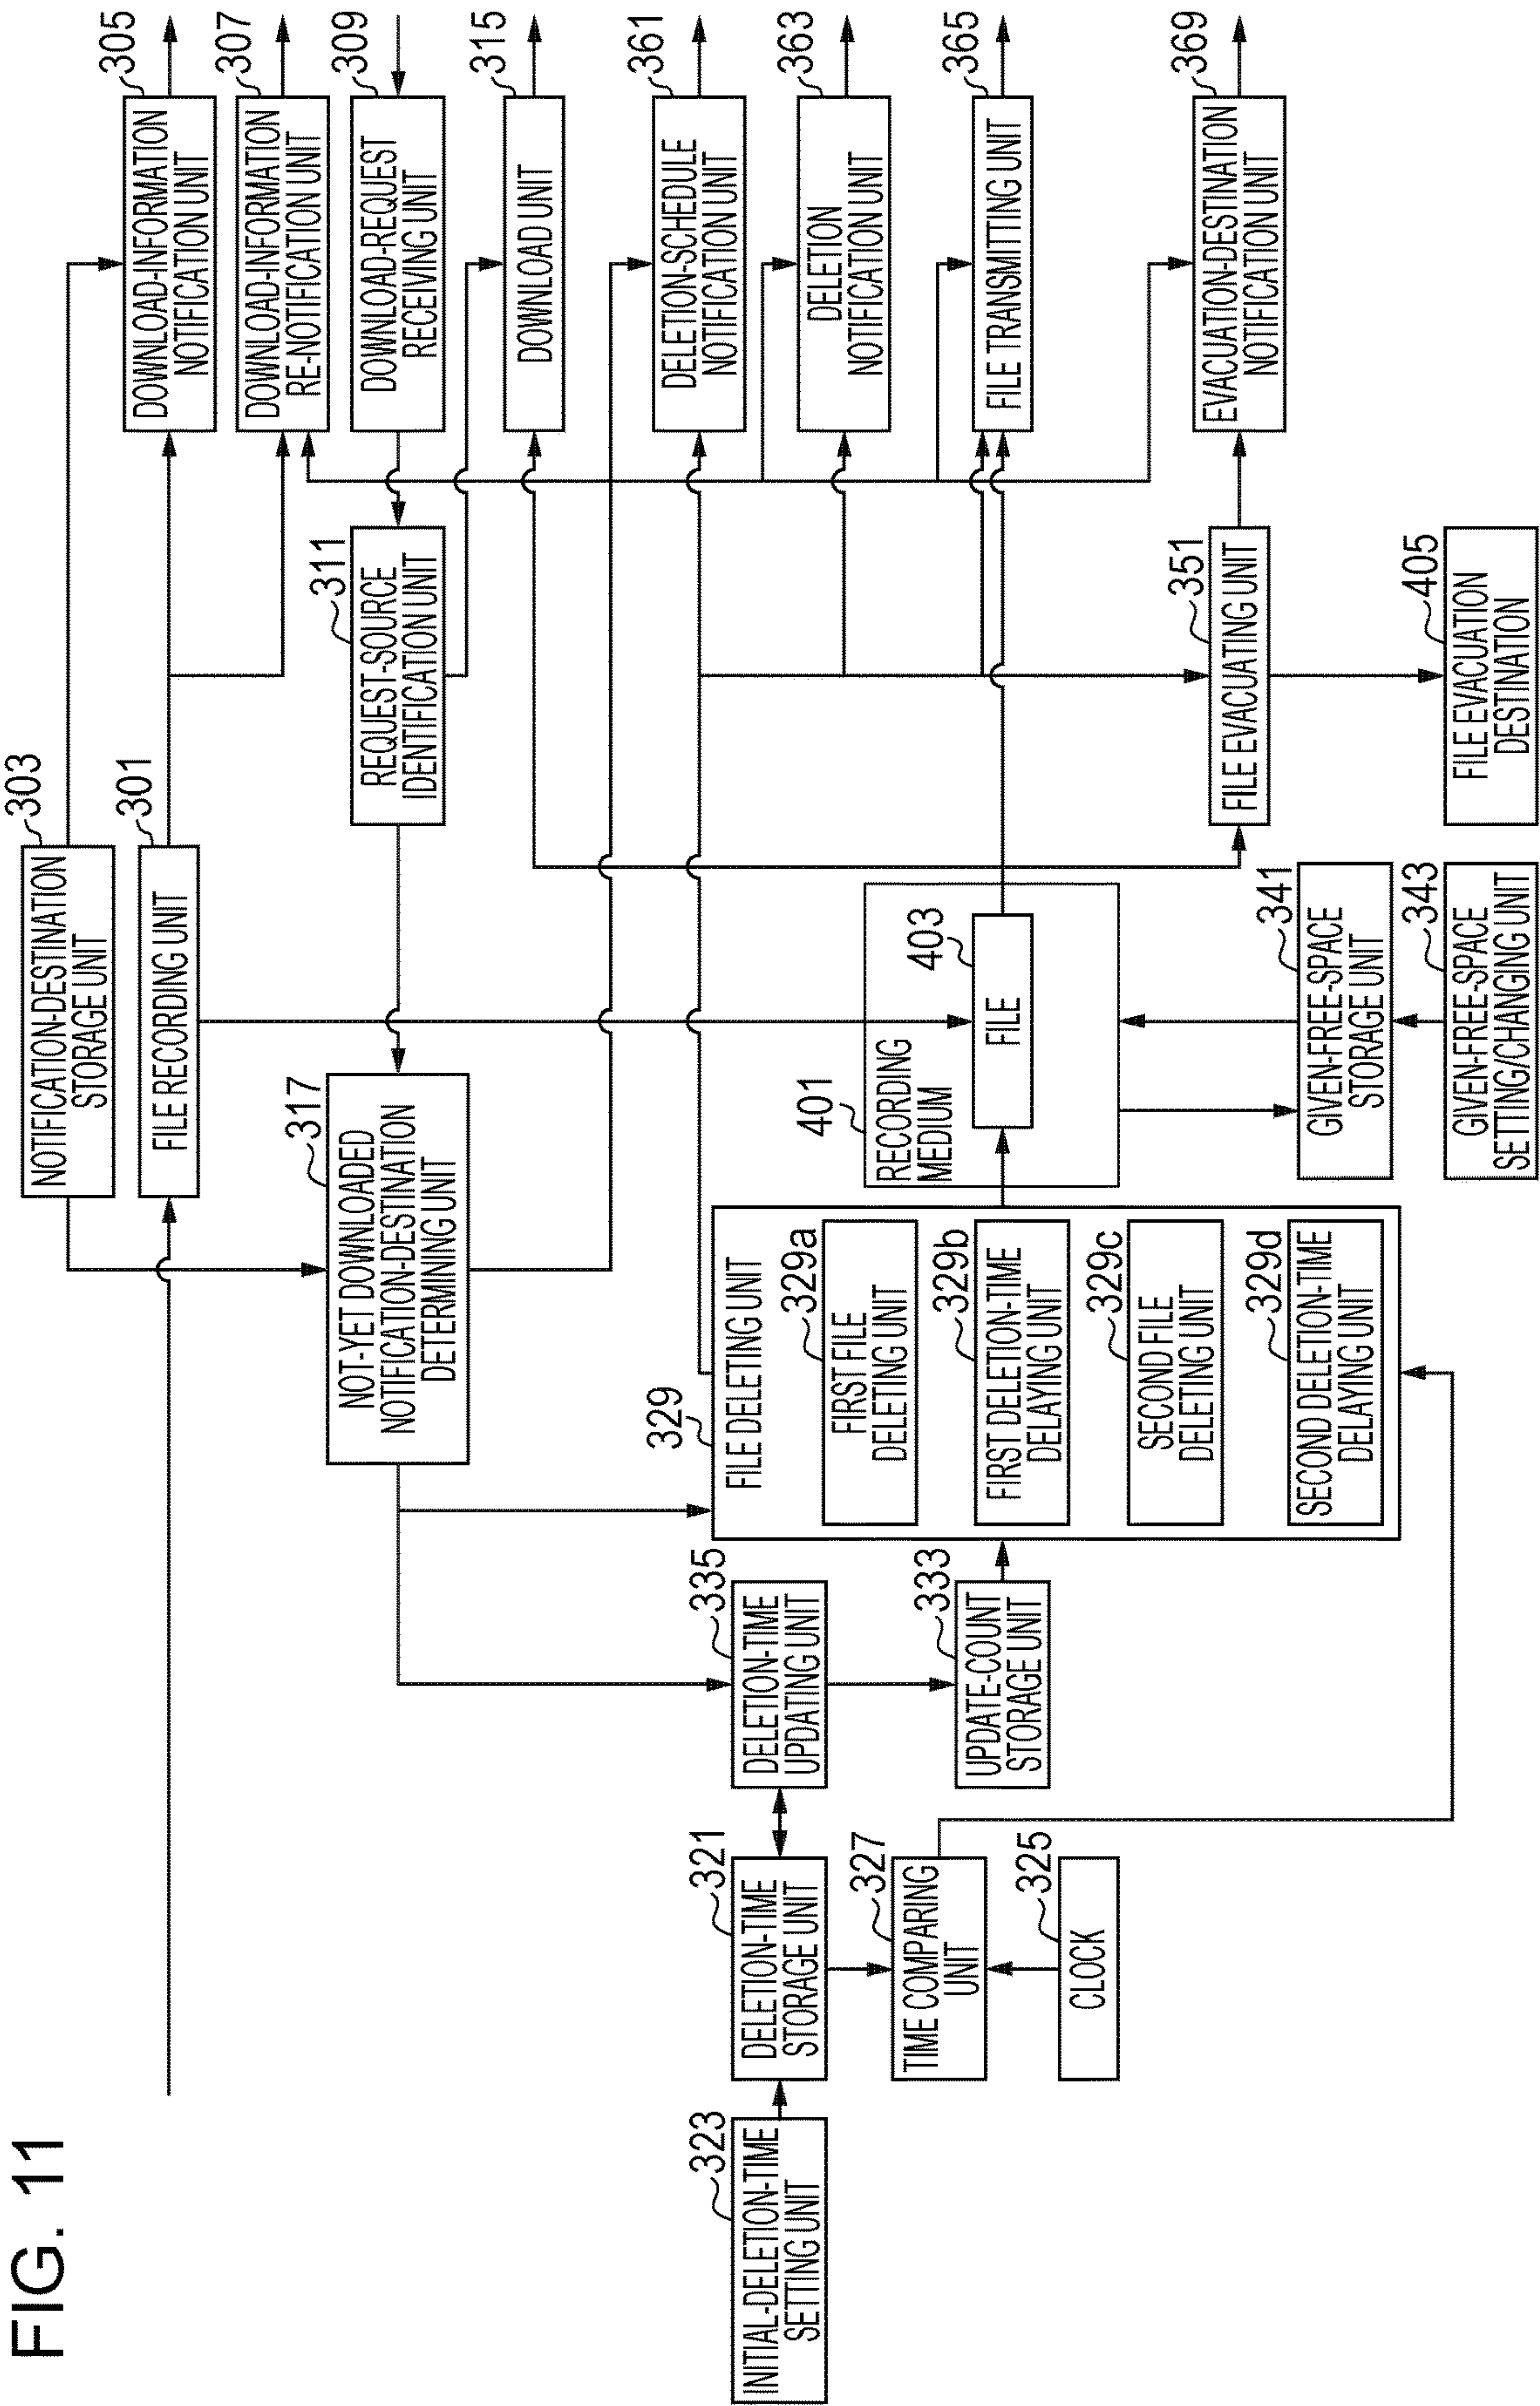 FIG. 11
303
NOTIFICATION-DESTINATION
STORAGE UNIT
301
FILE RECORDING UNIT
305
DOWNLOAD-INFORMATION
NOTIFICATION UNIT
307
DOWNLOAD-INFORMATION
RE-NOTIFICATION UNIT
309
DOWNLOAD-REQUEST
RECEIVING UNIT
311
REQUEST-SOURCE
IDENTIFICATION UNIT
317
NOT-YET DOWNLOADED
NOTIFICATION-DESTINATION
DETERMINING UNIT
315
DOWNLOAD UNIT
361
DELETION-SCHEDULE
NOTIFICATION UNIT
363
DELETION
NOTIFICATION UNIT
365
FILE TRANSMITTING UNIT
369
EVACUATION-DESTINATION
NOTIFICATION UNIT
323
INITIAL-DELETION-TIME
SETTING UNIT
321
DELETION-TIME
STORAGE UNIT
335
DELETION-TIME
UPDATING UNIT
327
TIME COMPARING
UNIT
333
UPDATE-COUNT
STORAGE UNIT
325
CLOCK
329
FILE DELETING UNIT
329a
FIRST FILE
DELETING UNIT
329b
FIRST DELETION-TIME
DELAYING UNIT
329c
SECOND FILE
DELETING UNIT
329d
SECOND DELETION-TIME
DELAYING UNIT
401
RECORDING
MEDIUM
403
FILE
341
GIVEN-FREE-SPACE
STORAGE UNIT
343
GIVEN-FREE-SPACE
SETTING/CHANGING UNIT
351
FILE EVACUATING UNIT
405
FILE EVACUATION
DESTINATION